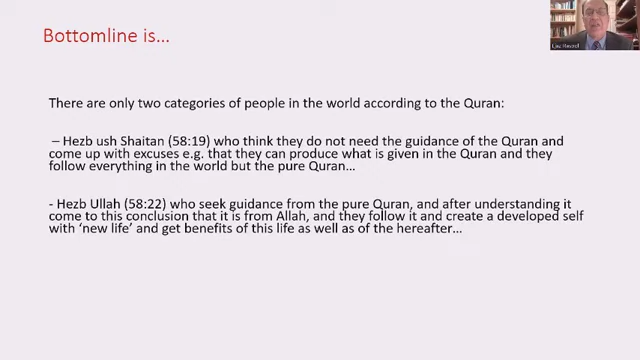 Bottomline is...
There are only two categories of people in the world according to the Quran:
– Hezb ush Shaitan (58:19) who think they do not need the guidance of the Quran and
come up with excuses e.g. that they can produce what is given in the Quran and they
follow everything in the world but the pure Quran...
- Hezb Ullah (58:22) who seek guidance from the pure Quran, and after understanding it
come to this conclusion that it is from Allah, and they follow it and create a developed self
with ‘new life’ and get benefits of this life as well as of the hereafter...